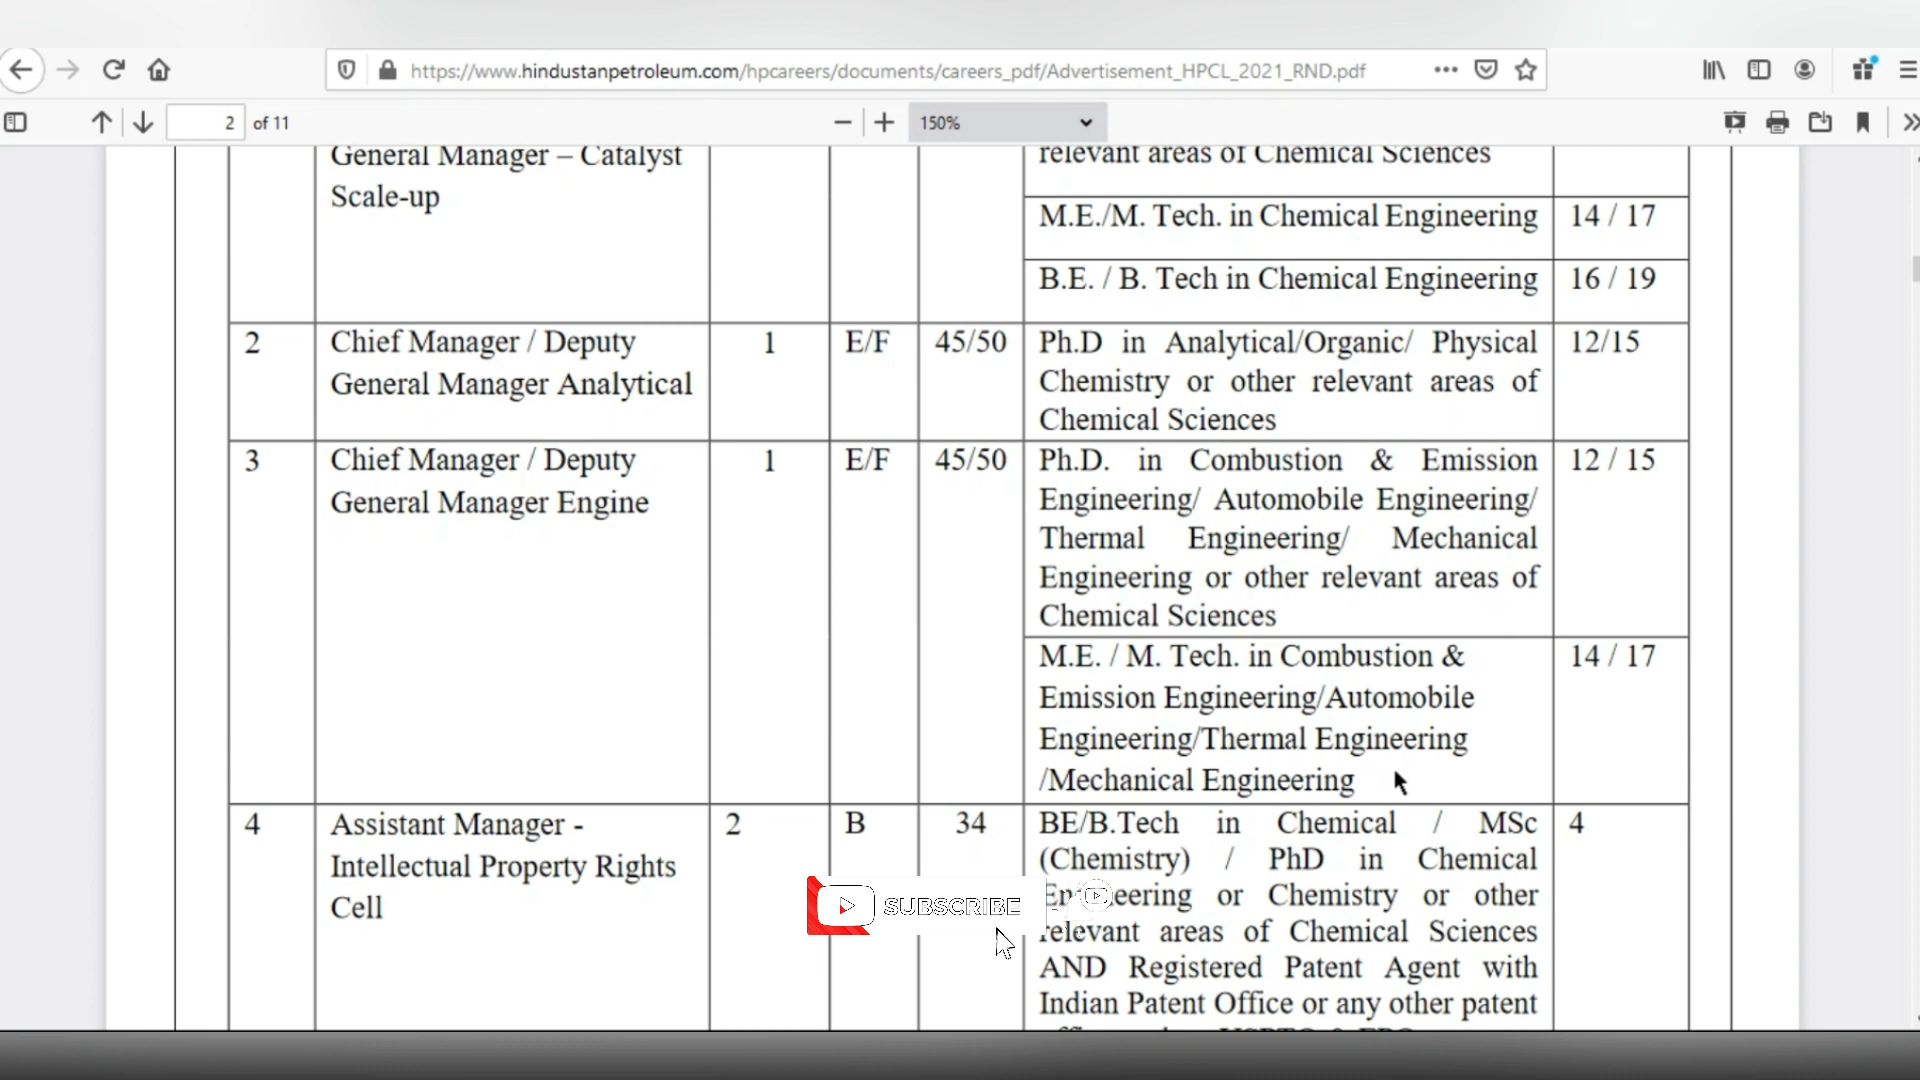 https://www.hindustanpetroleum.com/hpcareers/documents/careers_pdf/Advertisement_HPCL_2021_RND.pdf
2 of 11
150%
General Manager – Catalyst
Scale-up
relevant areas of Chemical Sciences
M.E./M. Tech. in Chemical Engineering 14 / 17
B.E. / B. Tech in Chemical Engineering 16 / 19
2 Chief Manager / Deputy 1 E/F 45/50 Ph.D in Analytical/Organic/ Physical 12/15
General Manager Analytical Chemistry or other relevant areas of
Chemical Sciences
3 Chief Manager / Deputy 1 E/F 45/50 Ph.D. in Combustion & Emission 12 / 15
General Manager Engine Engineering/ Automobile Engineering/
Thermal Engineering/ Mechanical
Engineering or other relevant areas of
Chemical Sciences
M.E. / M. Tech. in Combustion & 14 / 17
Emission Engineering/Automobile
Engineering/Thermal Engineering
/Mechanical Engineering
4 Assistant Manager - 2 B 34 BE/B.Tech in Chemical / MSc 4
Intellectual Property Rights (Chemistry) / PhD in Chemical
Cell Engineering or Chemistry or other
SUBSCRIBE
relevant areas of Chemical Sciences
AND Registered Patent Agent with
Indian Patent Office or any other patent